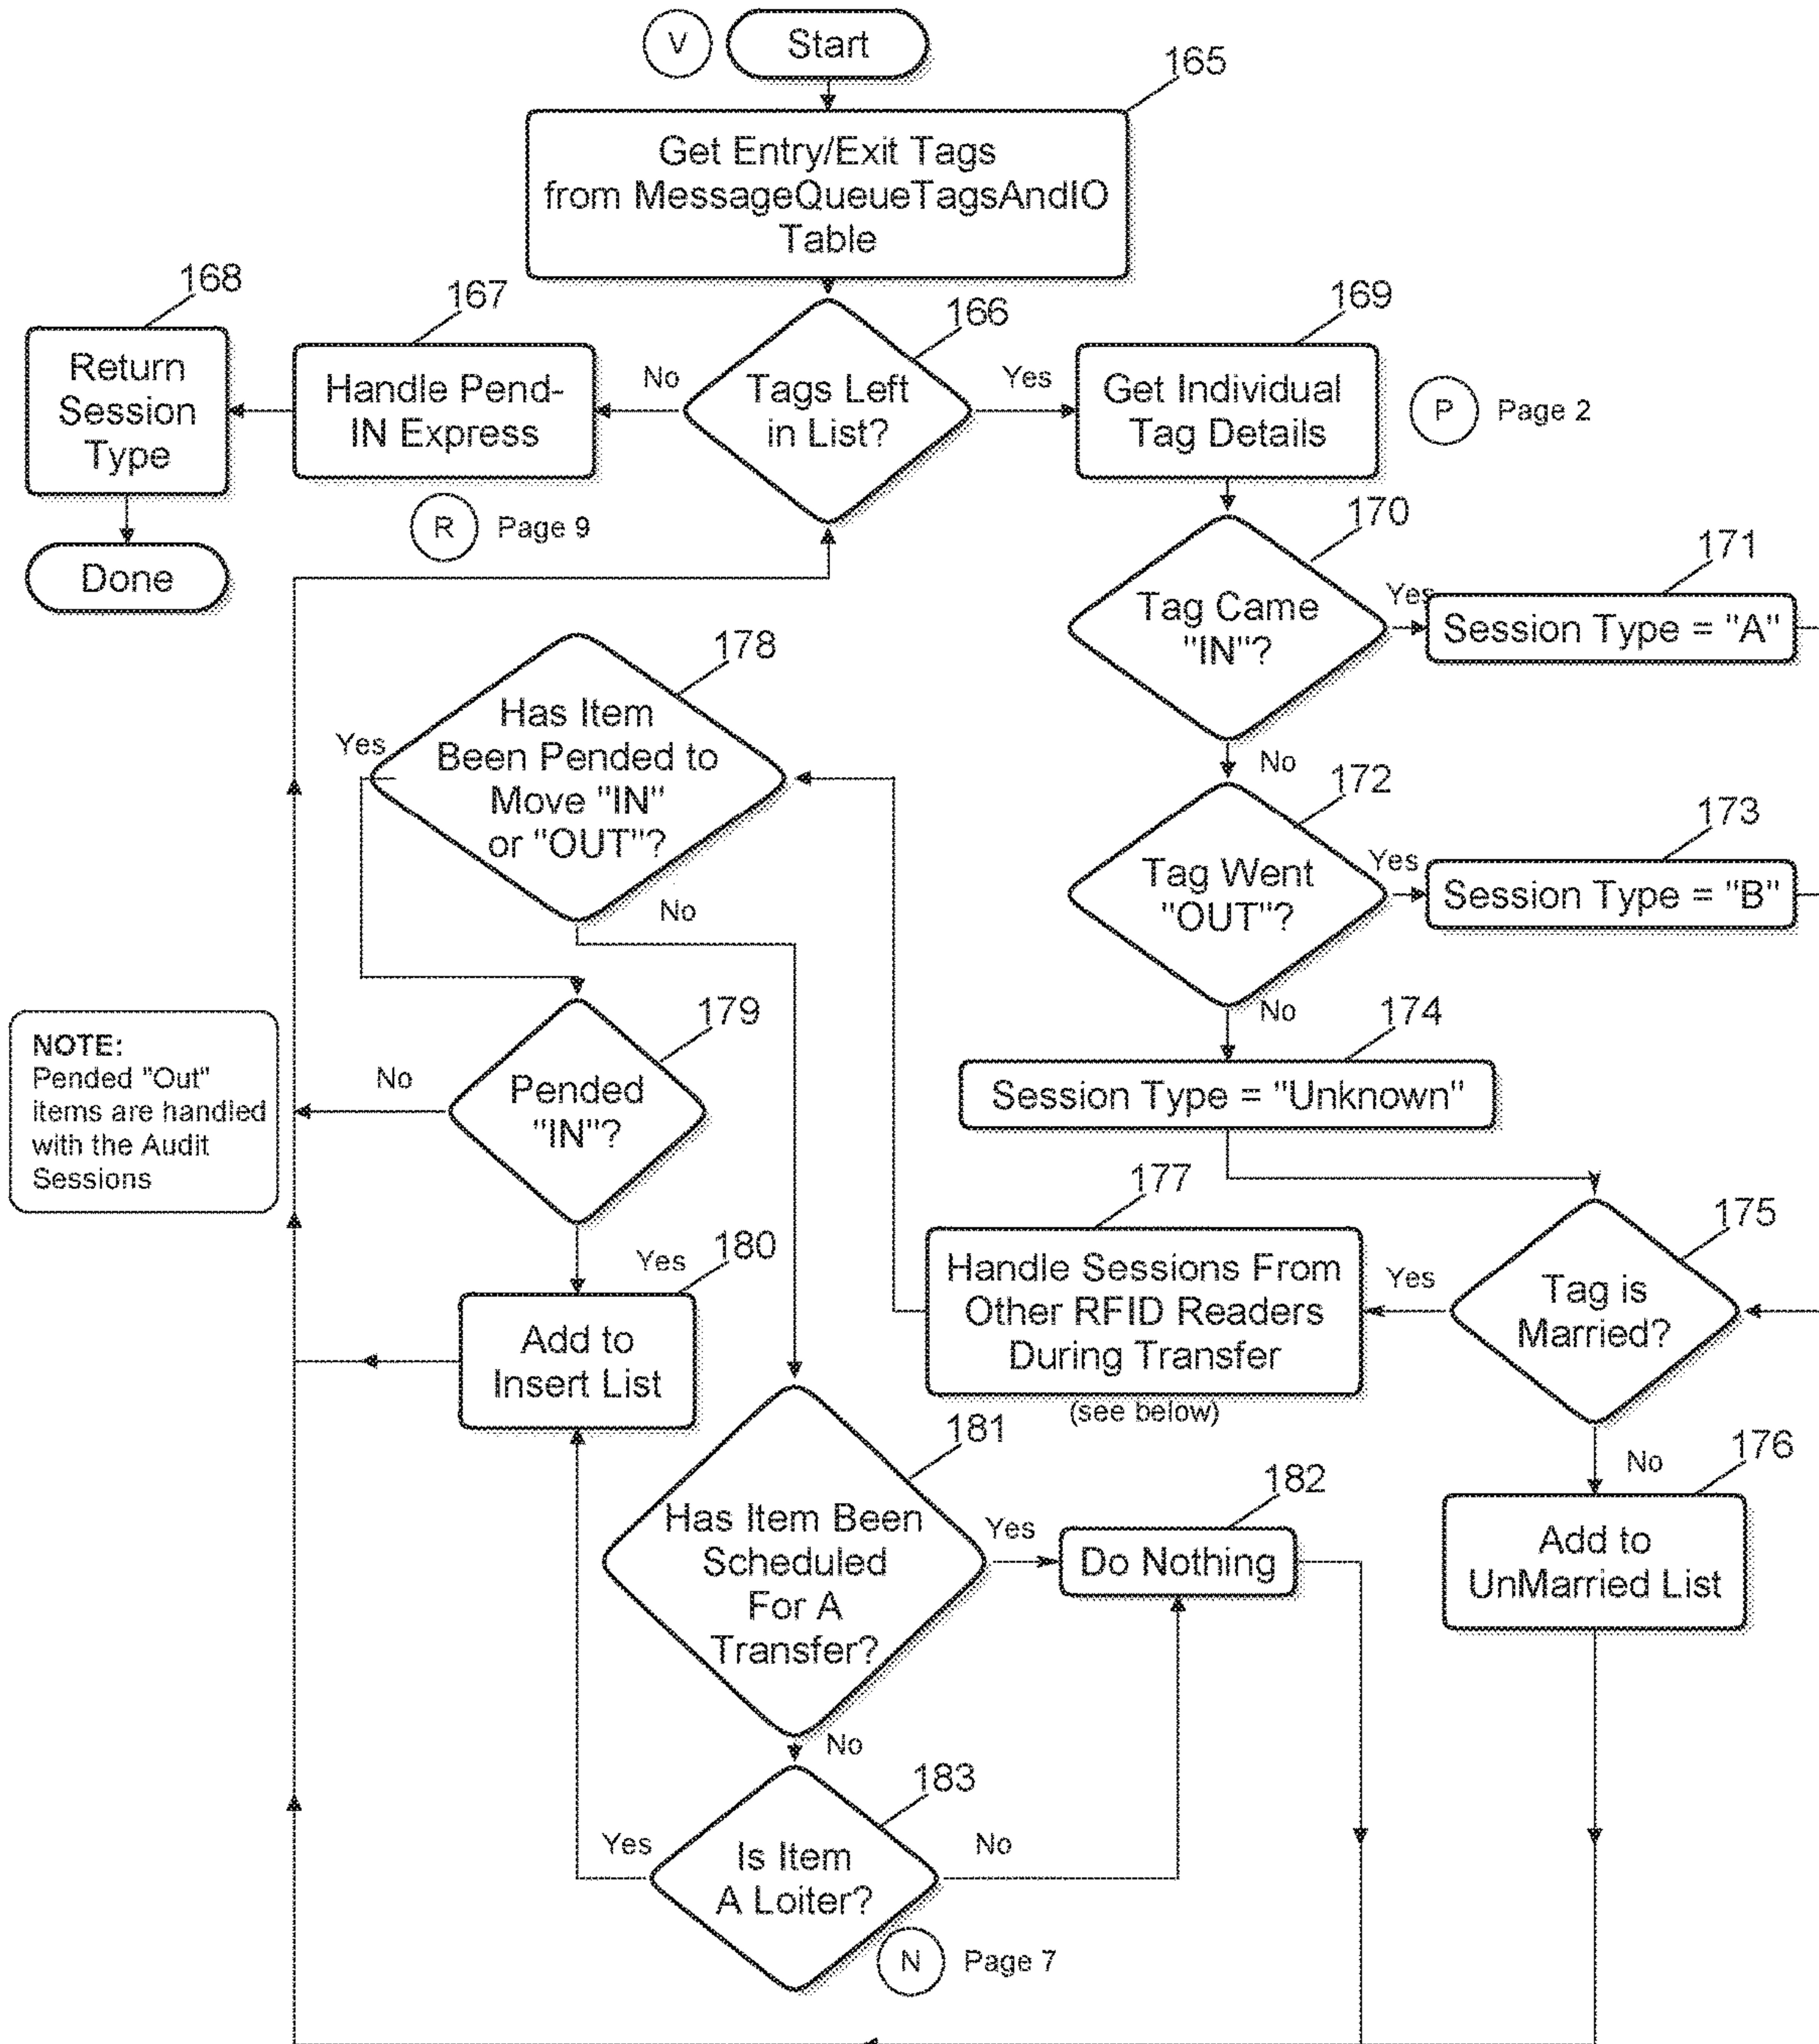 V
Start
165
Get Entry/Exit Tags
from MessageQueueTagsAndIO
Table
168
167
166
169
Return
Session
Type
Handle Pend-
IN Express
No
Tags Left
in List?
Yes
Get Individual
Tag Details
P
Page 2
R
Page 9
Done
170
Tag Came
"IN"?
Yes
171
Session Type = "A"
No
178
Has Item
Been Pended to
Move "IN"
or "OUT"?
Yes
No
172
Tag Went
"OUT"?
Yes
173
Session Type = "B"
No
174
Session Type = "Unknown"
NOTE:
Pended "Out"
items are handled
with the Audit
Sessions
179
Pended
"IN"?
No
Yes
180
Add to
Insert List
177
Handle Sessions From
Other RFID Readers
During Transfer
(see below)
Yes
175
Tag is
Married?
No
176
Add to
UnMarried List
181
Has Item Been
Scheduled
For A
Transfer?
Yes
182
Do Nothing
No
183
Is Item
A Loiter?
Yes
No
N
Page 7